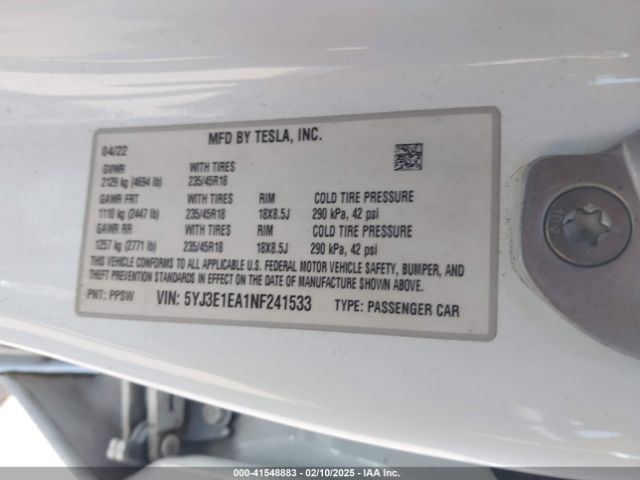 MFD BY TESLA, INC.
04/22
GVWR WITH TIRES
2129 kg (4694 lb) 235/45R18
GAWR FRT WITH TIRES RIM COLD TIRE PRESSURE
1110 kg (2447 lb) 235/45R18 18X8.5J 290 kPa, 42 psi
GAWR RR WITH TIRES RIM COLD TIRE PRESSURE
1257 kg (2771 lb) 235/45R18 18X8.5J 290 kPa, 42 psi
THIS VEHICLE CONFORMS TO ALL APPLICABLE U.S. FEDERAL MOTOR VEHICLE SAFETY, BUMPER, AND
THEFT PREVENTION STANDARDS IN EFFECT ON THE DATE OF MANUFACTURE SHOWN ABOVE.
PNT: PPSW VIN: 5YJ3E1EA1NF241533 TYPE: PASSENGER CAR
000-41548883 — 02/10/2025 — IAA Inc. (IAA)